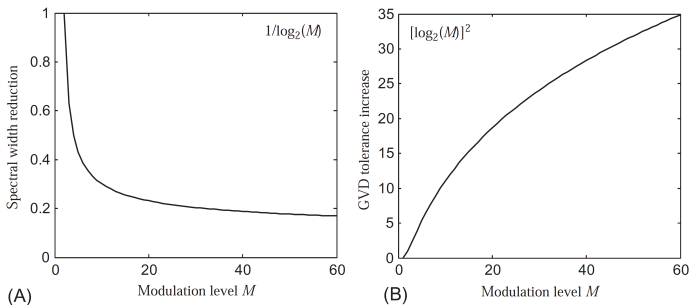 1/log₂(M)
Spectral width reduction
1
0.8
0.6
0.4
0.2
0
0 20 40 60
Modulation level M
(A)
[log₂(M)]²
GVD tolerance increase
35
30
25
20
15
10
5
0
0 20 40 60
Modulation level M
(B)